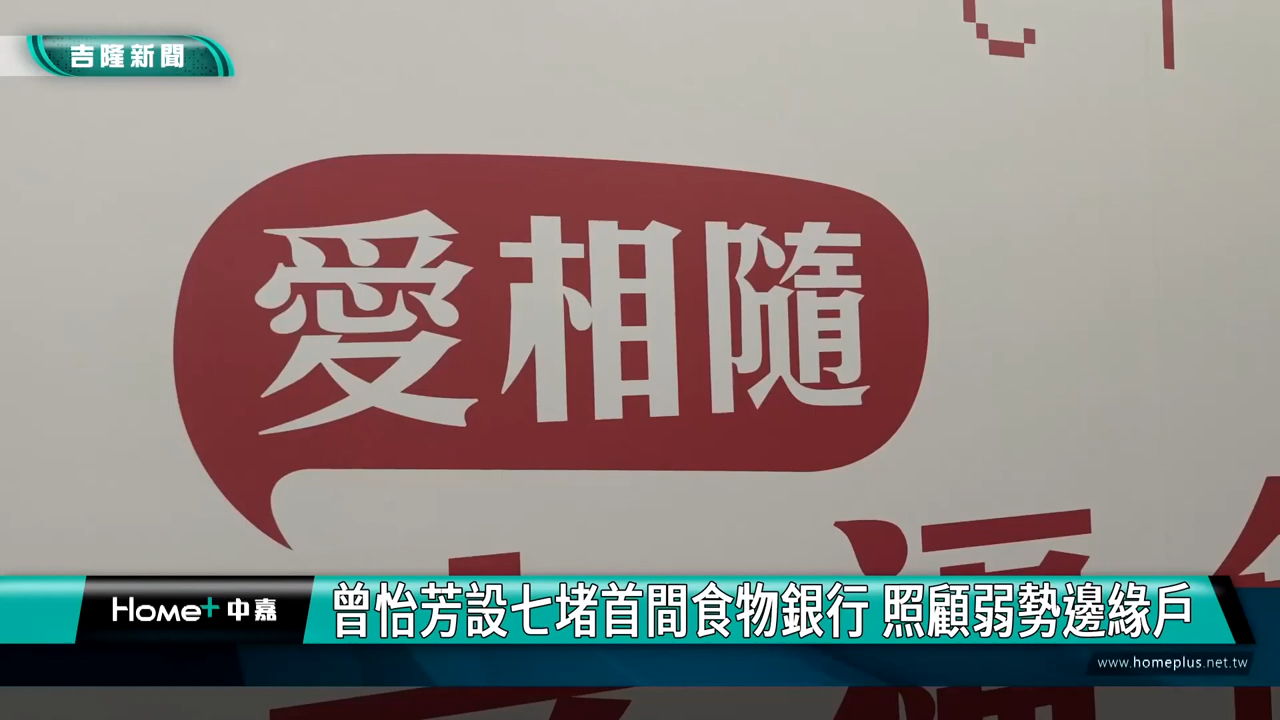 吉隆新聞
愛相隨
Home+中嘉
曾怡芳設七堵首間食物銀行 照顧弱勢邊緣戶
www.homeplus.net.tw